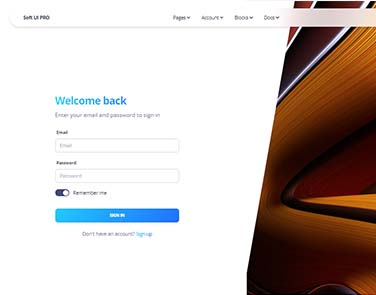 Soft UI PRO
Pages
Account
Blocks
Docs
Welcome back
Enter your email and password to sign in
Email
Email
Password
Password
Remember me
SIGN IN
Don't have an account? Sign up